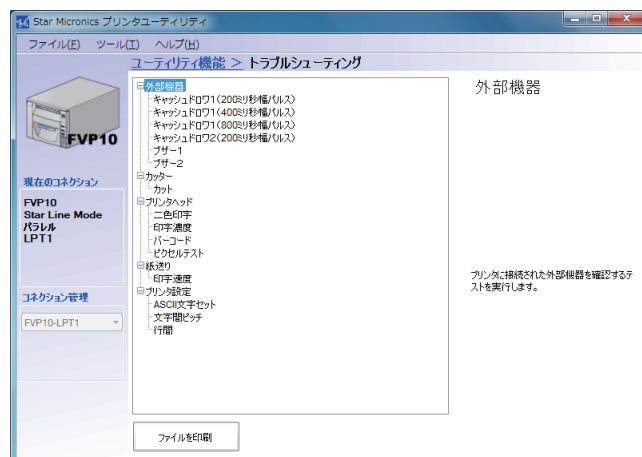 Star Micronics プリンタユーティリティ
ファイル(F) ツール(T) ヘルプ(H)
ユーティリティ機能 > トラブルシューティング
FVP10
現在のコネクション
FVP10
Star Line Mode
パラレル
LPT1
コネクション管理
FVP10-LPT1
外部機器
キャッシュドロワ1(200ミリ秒幅パルス)
キャッシュドロワ1(400ミリ秒幅パルス)
キャッシュドロワ1(800ミリ秒幅パルス)
キャッシュドロワ2(200ミリ秒幅パルス)
ブザー1
ブザー2
カッター
カット
プリンタヘッド
二色印字
印字濃度
バーコード
ピクセルテスト
紙送り
印字速度
プリンタ設定
ASCII文字セット
文字間ピッチ
行間
ファイルを印刷
外部機器
プリンタに接続された外部機器を確認するテ
ストを実行します。